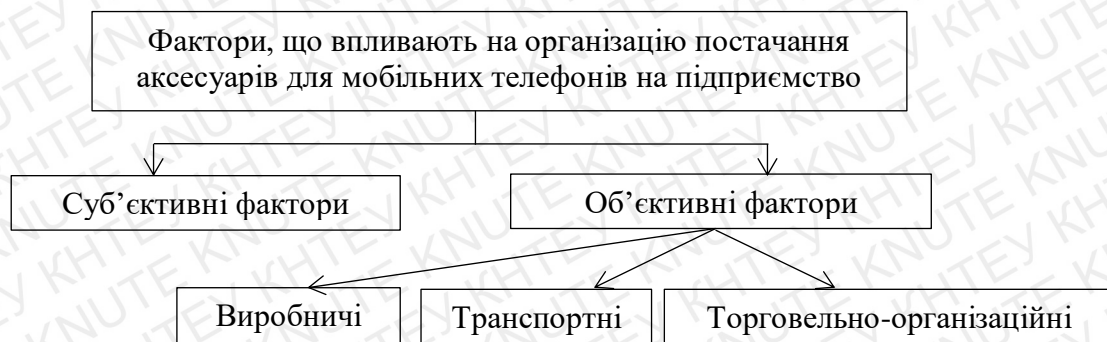 Фактори, що впливають на організацію постачання
аксесуарів для мобільних телефонів на підприємство
Суб’єктивні фактори
Об’єктивні фактори
Виробничі
Транспортні
Торговельно-організаційні